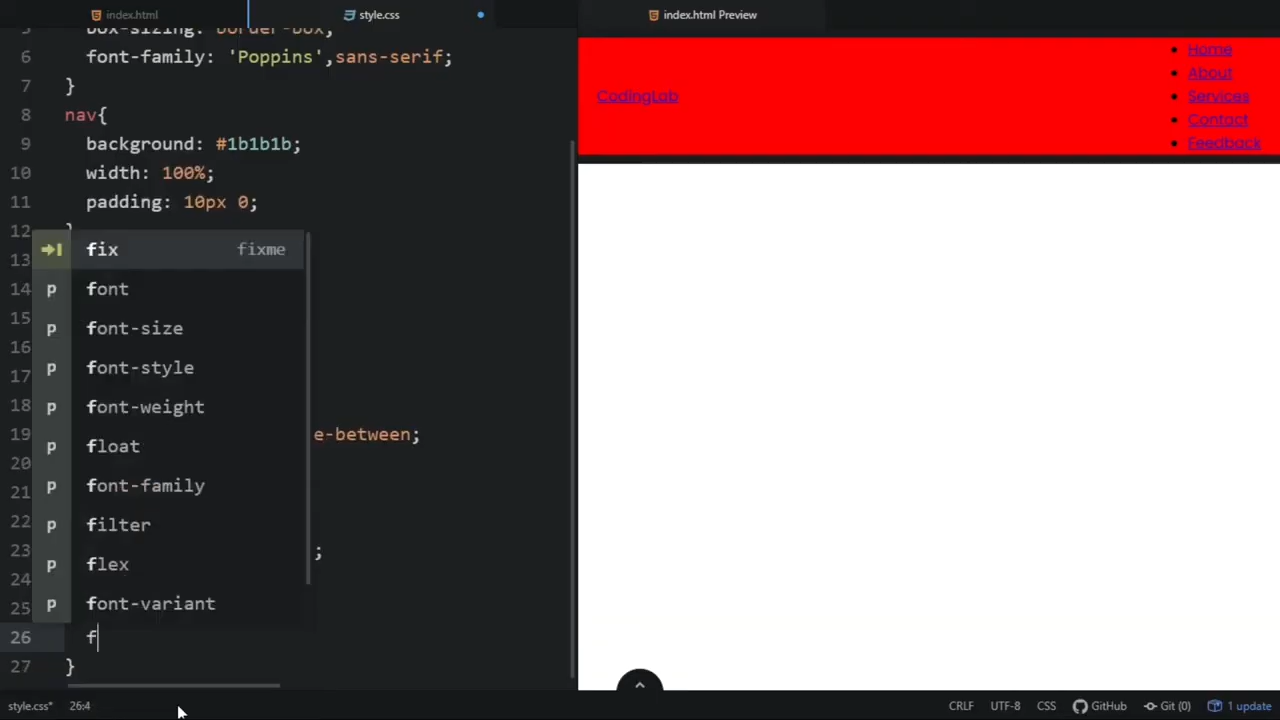 index.html
style.css
index.html Preview
5 box-sizing: border-box;
6 font-family: 'Poppins',sans-serif;
7 }
8 nav{
9 background: #1b1b1b;
10 width: 100%;
11 padding: 10px 0;
12 }
13
14
15
16
17
18
19 e-between;
20
21
22
23 ;
24
25
26 f
27 }
fix fixme
p font
p font-size
p font-style
p font-weight
p float
p font-family
p filter
p flex
p font-variant
CodingLab
Home
About
Services
Contact
Feedback
style.css* 26:4
CRLF UTF-8 CSS GitHub Git (0) 1 update